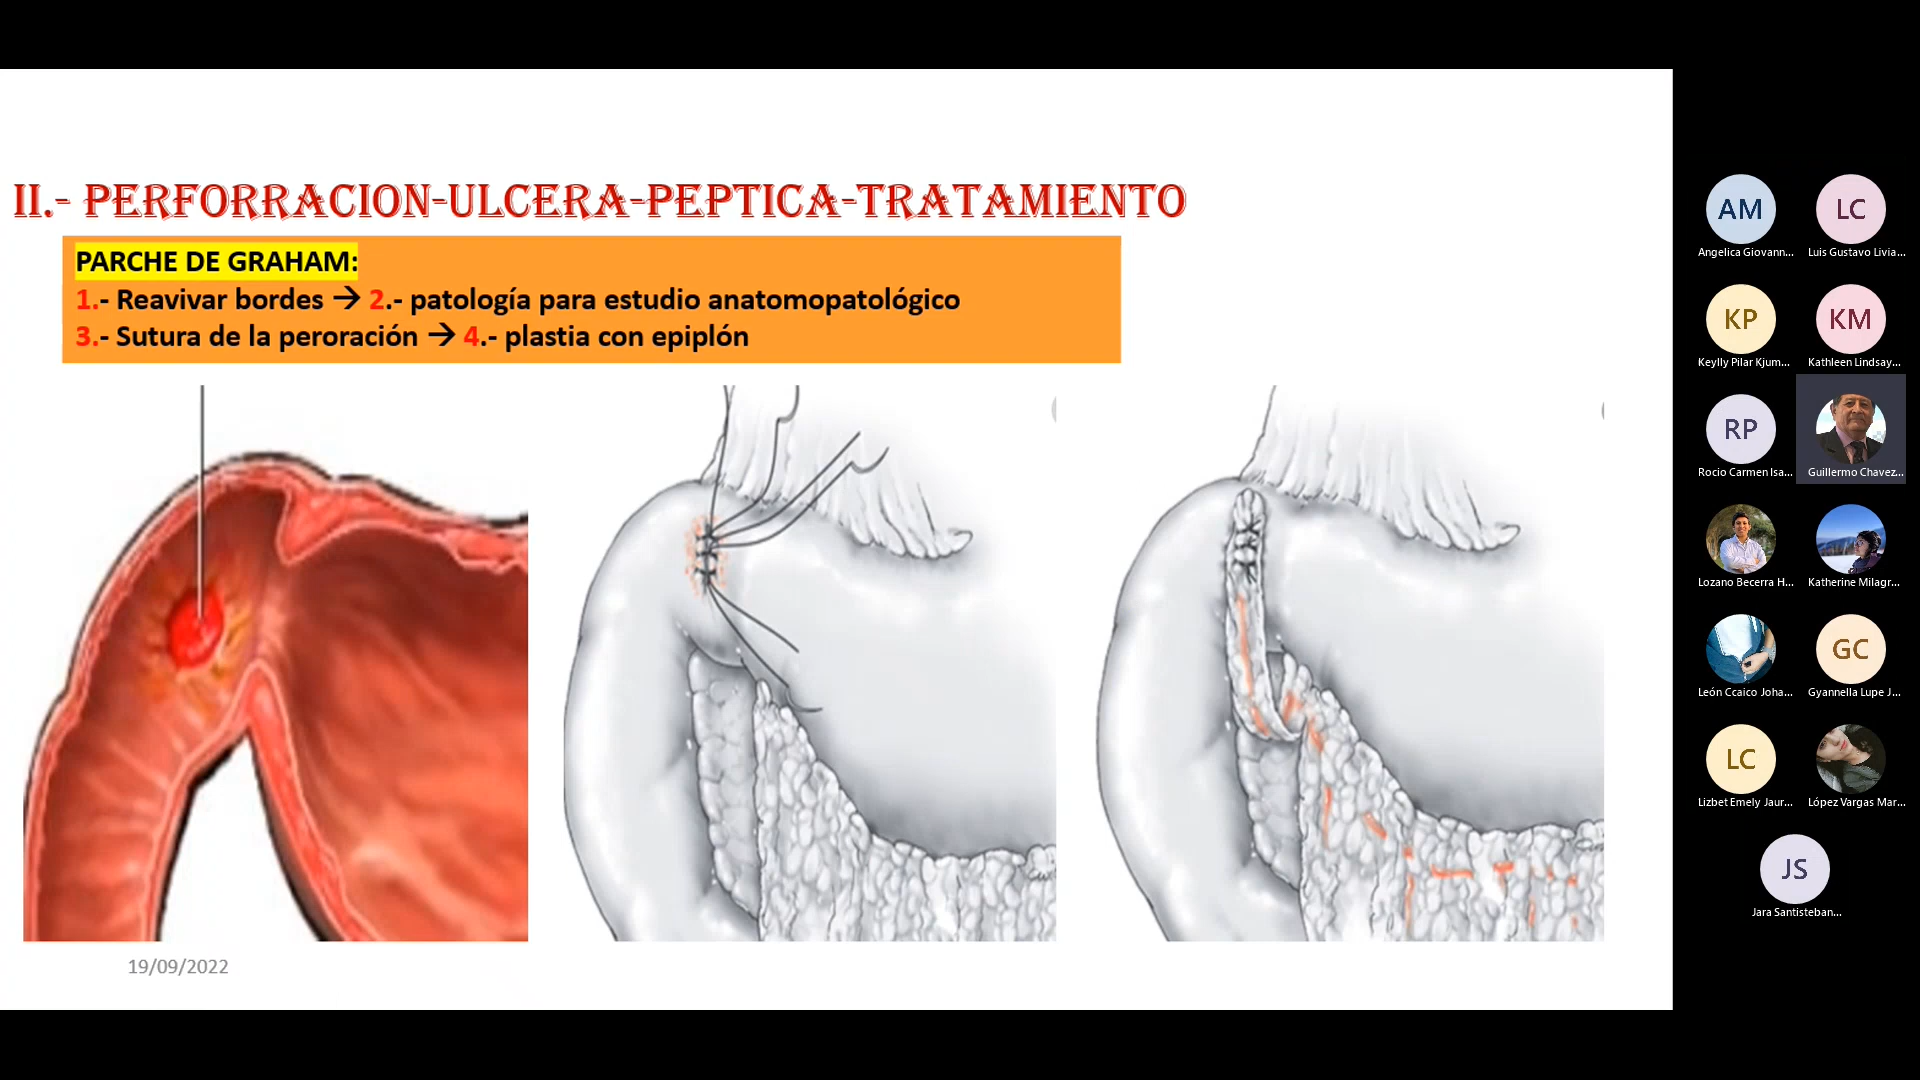 II.- PERFORRACION-ULCERA-PEPTICA-TRATAMIENTO
PARCHE DE GRAHAM:
1.- Reavivar bordes → 2.- patología para estudio anatomopatológico
3.- Sutura de la peroración → 4.- plastia con epiplón
19/09/2022
AM
Angelica Giovann...
LC
Luis Gustavo Livia...
KP
Keylly Pilar Kjum...
KM
Kathleen Lindsay...
RP
Rocio Carmen Isa...
Guillermo Chavez...
Lozano Becerra H...
Katherine Milagr...
León Ccaico Joha...
GC
Gyannella Lupe J...
LC
Lizbet Emely Jaur...
López Vargas Mar...
JS
Jara Santisteban...